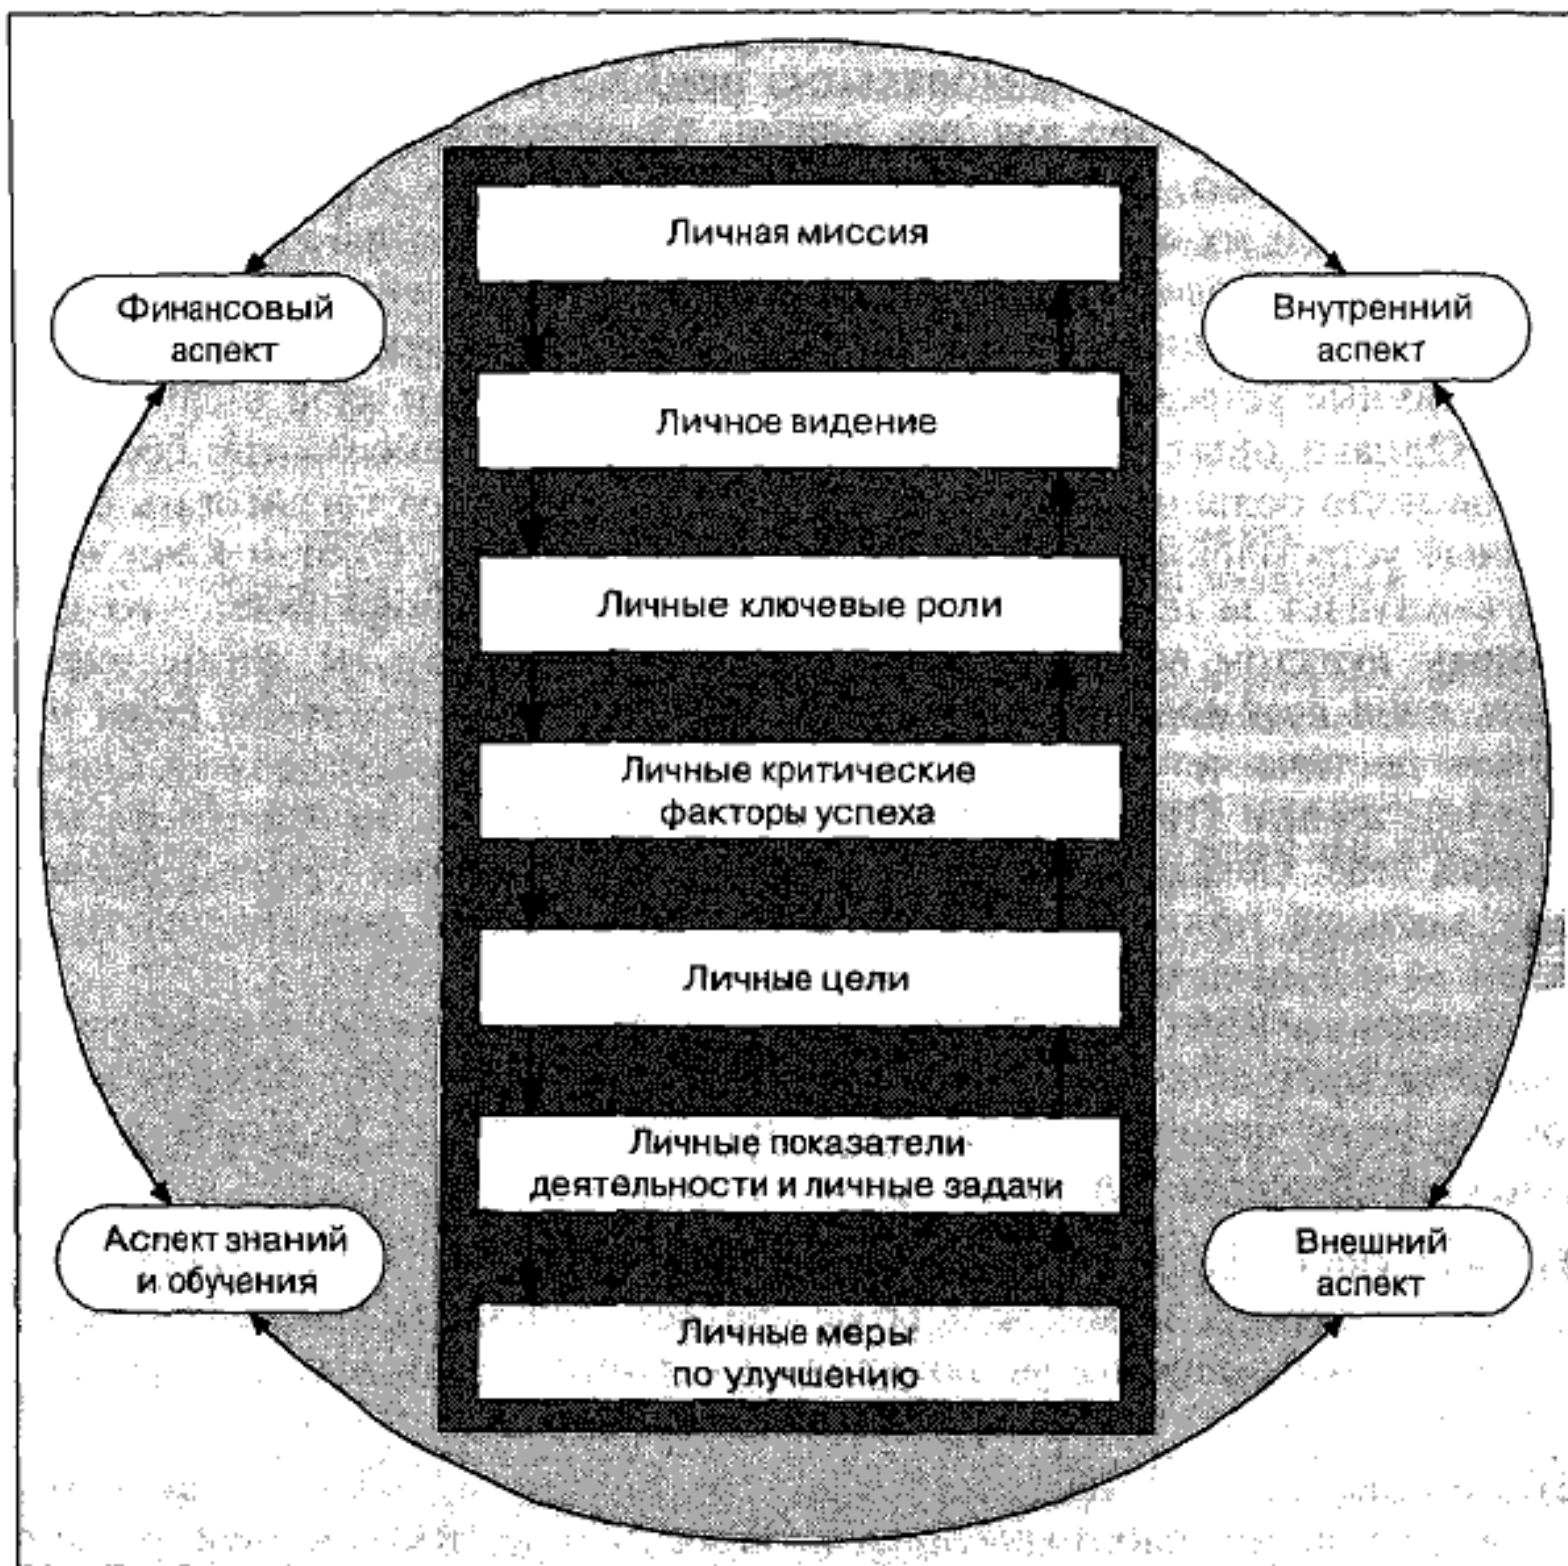 Личная миссия
Финансовый
аспект
Внутренний
аспект
Личное видение
Личные ключевые роли
Личные критические
факторы успеха
Личные цели
Личные показатели
деятельности и личные задачи
Аспект знаний
и обучения
Внешний
аспект
Личные меры
по улучшению